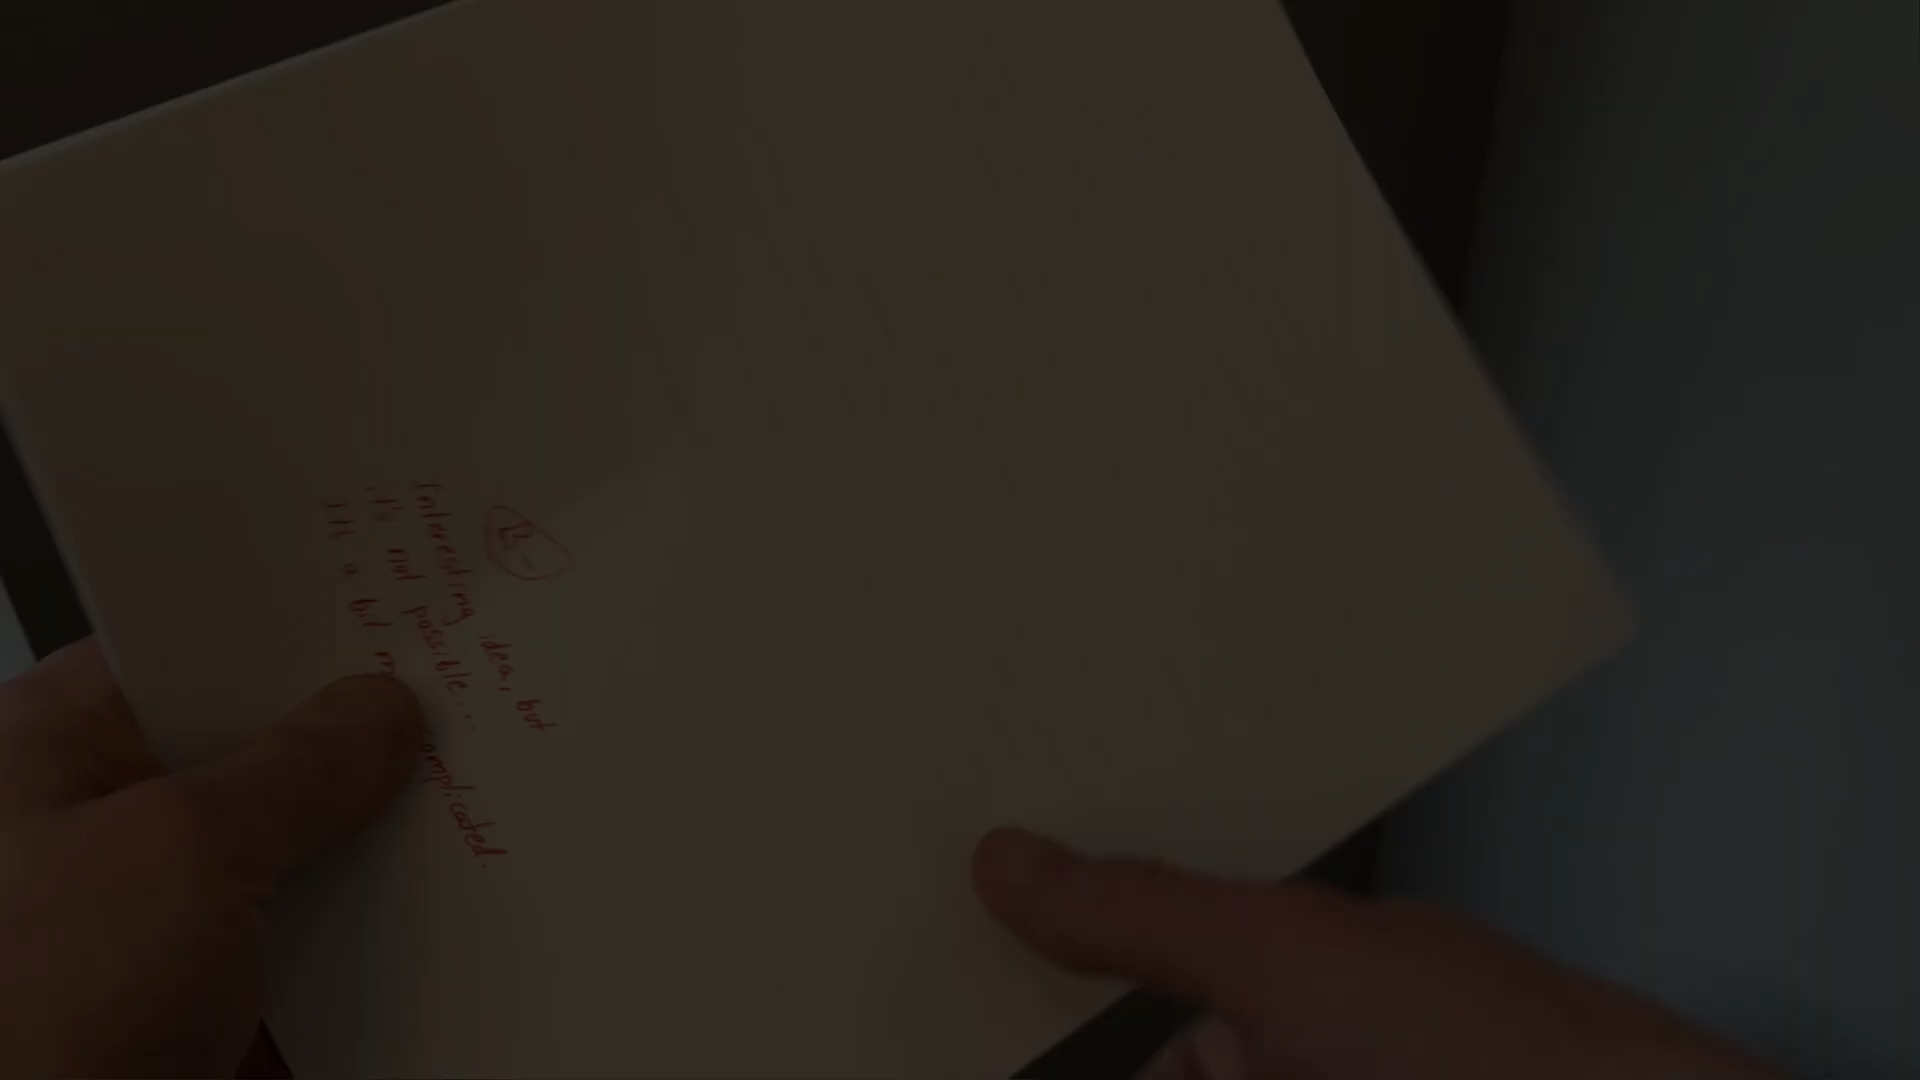 B-
Interesting idea, but
it's not possible...
It's a bit complicated.